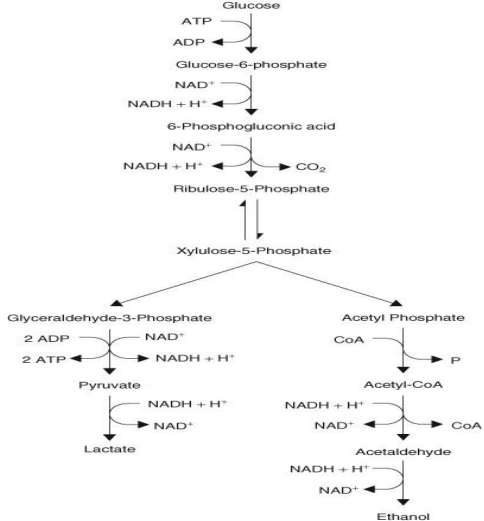 Glucose
ATP
ADP
Glucose-6-phosphate
NAD⁺
NADH + H⁺
6-Phosphogluconic acid
NAD⁺
NADH + H⁺
CO₂
Ribulose-5-Phosphate
Xylulose-5-Phosphate
Glyceraldehyde-3-Phosphate
2 ADP
NAD⁺
2 ATP
NADH + H⁺
Pyruvate
NADH + H⁺
NAD⁺
Lactate
Acetyl Phosphate
CoA
P
Acetyl-CoA
NADH + H⁺
NAD⁺
CoA
Acetaldehyde
NADH + H⁺
NAD⁺
Ethanol